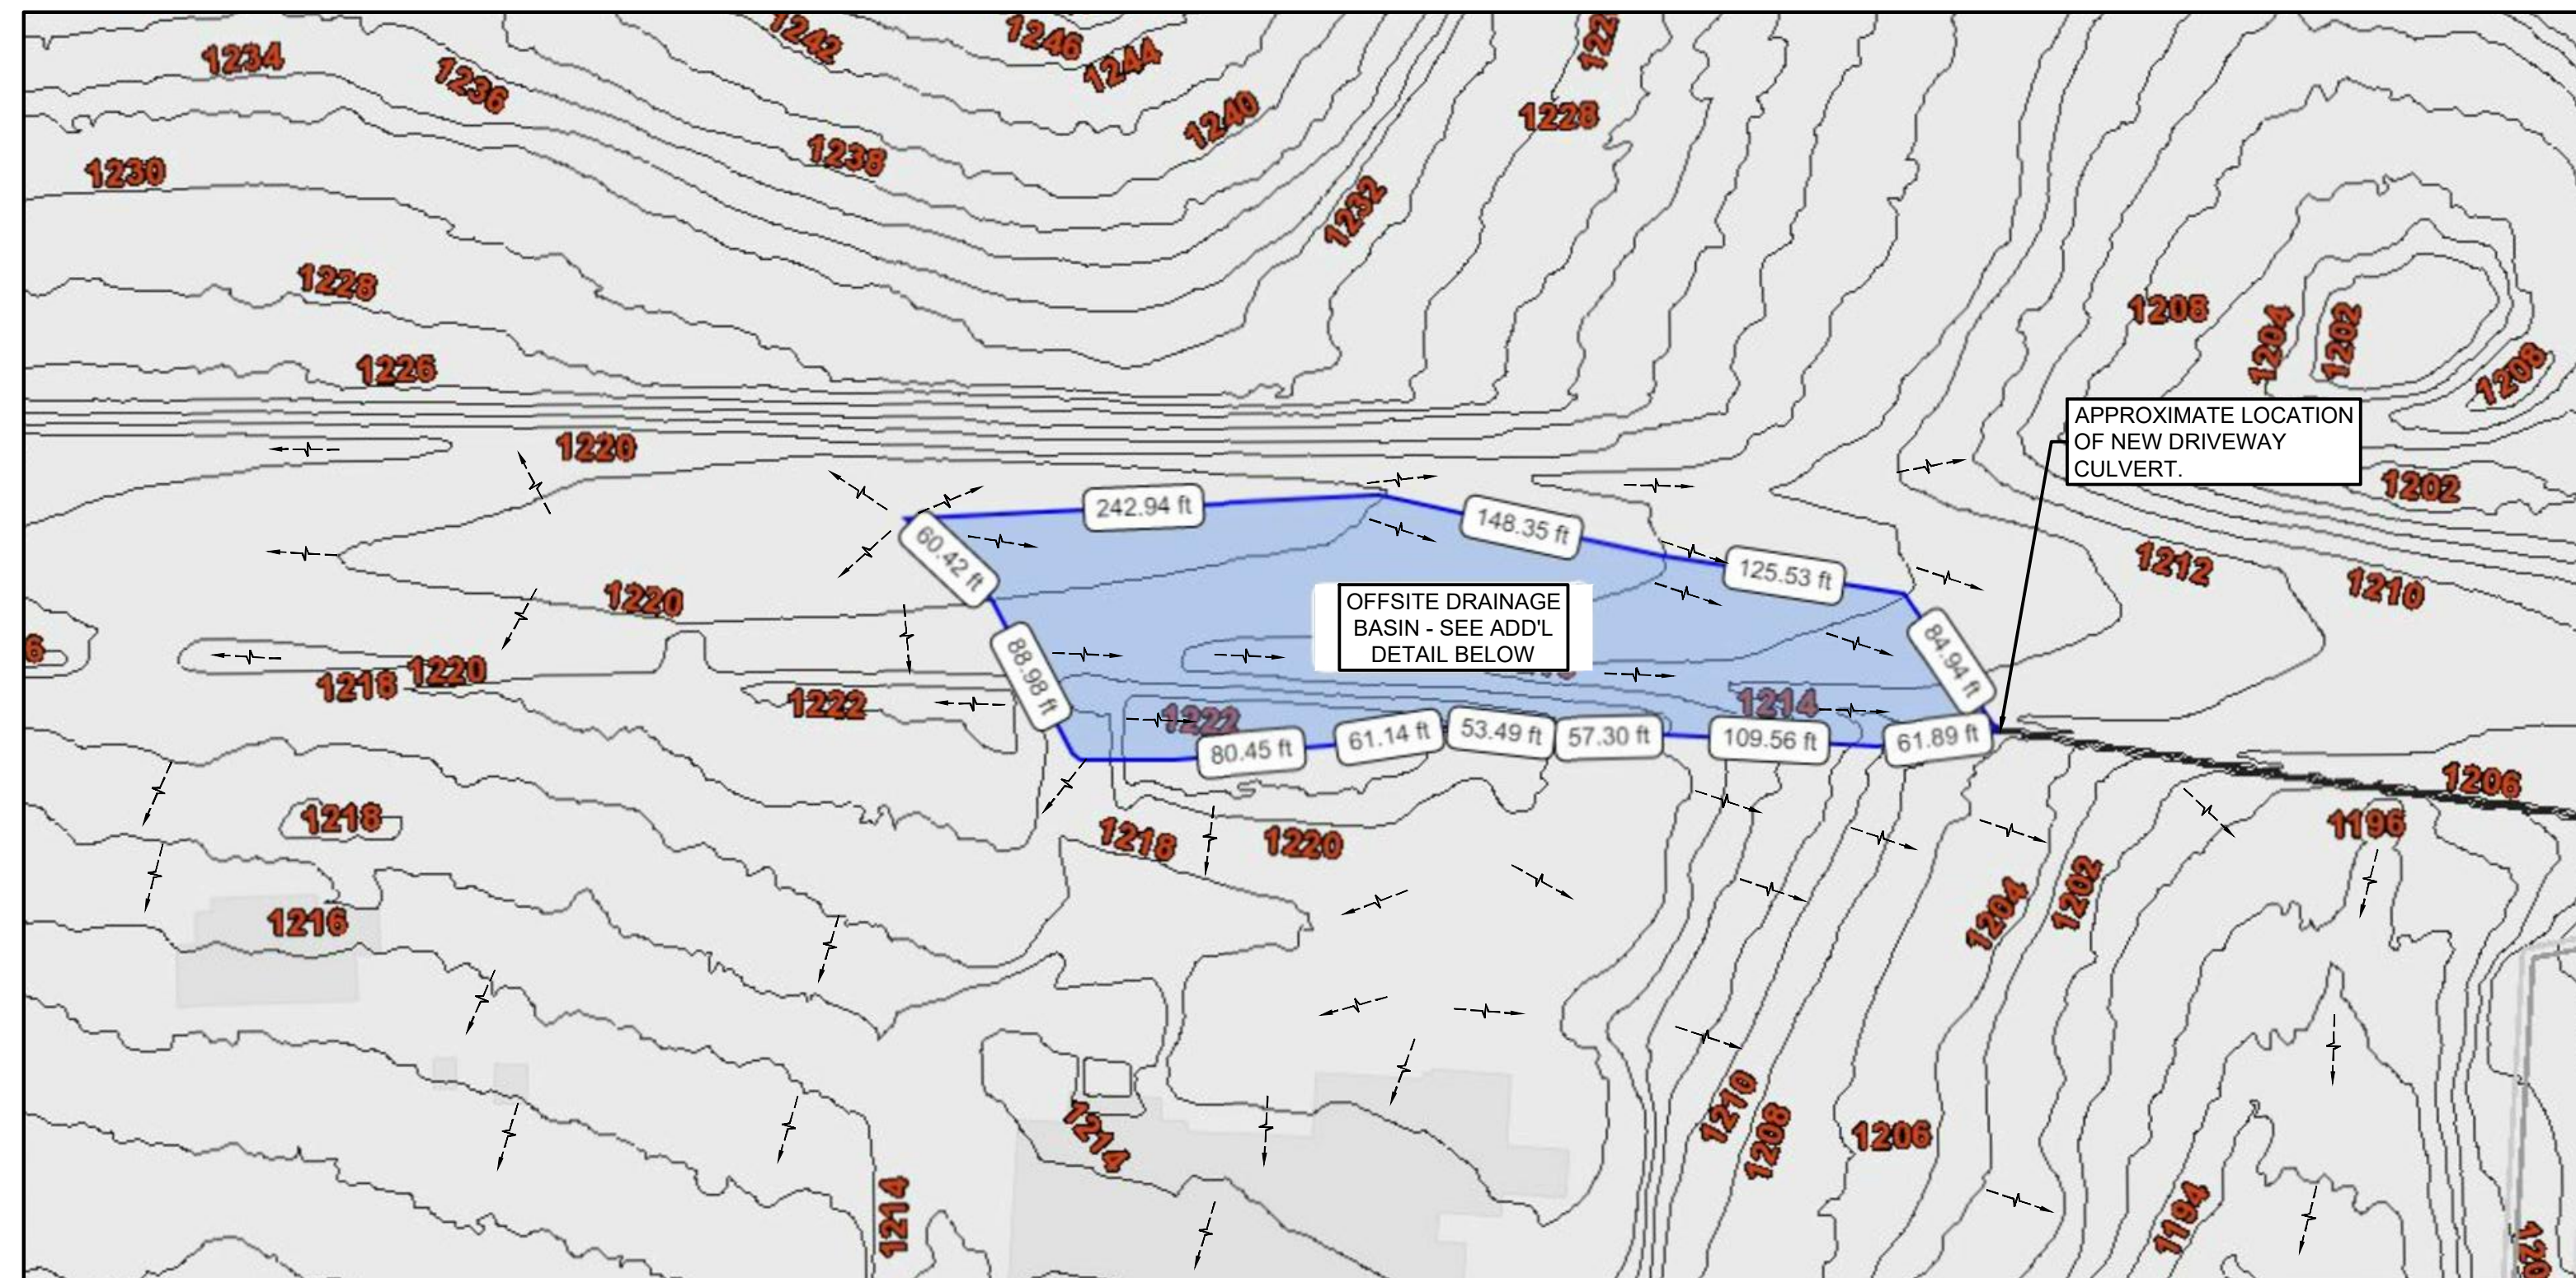 1242
1246
1244
1234
1236
1240
1238
1228
1230
1232
1228
1226
1208
1204
1202
1208
APPROXIMATE LOCATION
OF NEW DRIVEWAY
CULVERT.
1220
1202
242.94 ft
148.35 ft
60.42 ft
125.53 ft
1212
1210
1220
OFFSITE DRAINAGE
BASIN - SEE ADD'L
DETAIL BELOW
88.98 ft
84.94 ft
1218
1220
1222
1222
1214
80.45 ft
61.14 ft
53.49 ft
57.30 ft
109.56 ft
61.89 ft
1206
1218
1218
1220
1196
1216
1204
1202
1214
1210
1208
1206
1214
1194